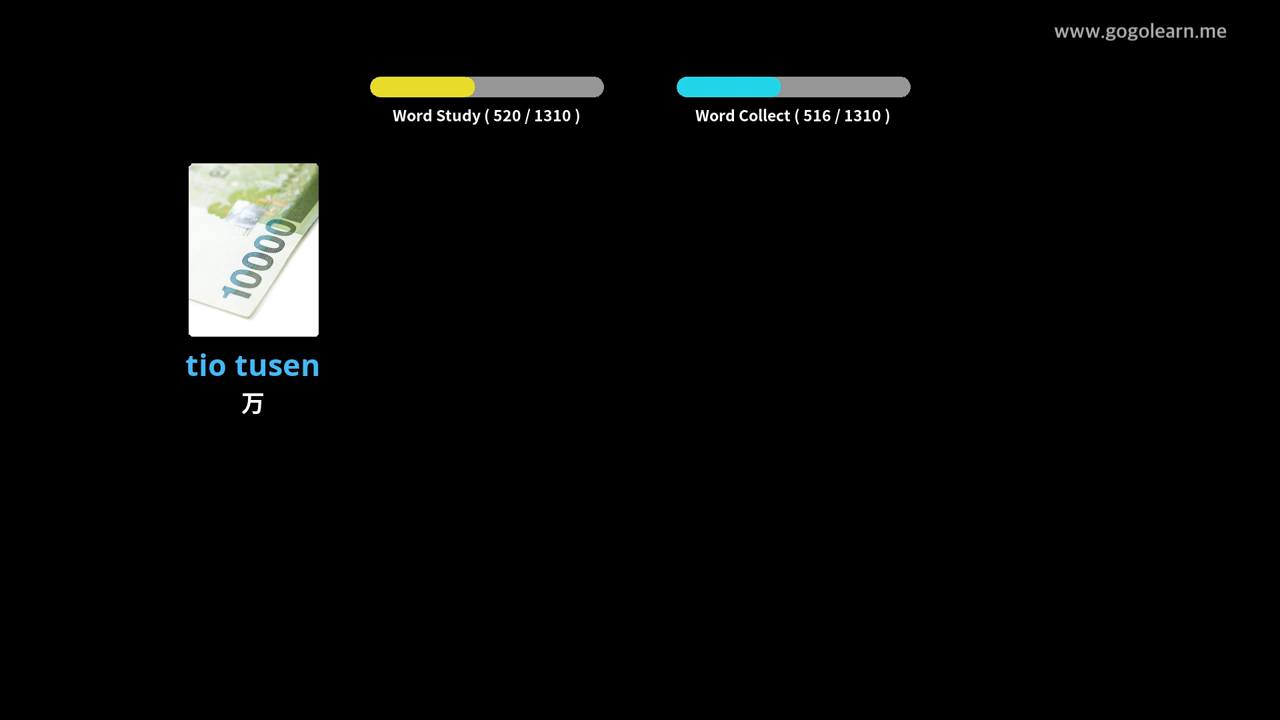 www.gogolearn.me
Word Study ( 520 / 1310 )
Word Collect ( 516 / 1310 )
10000
tio tusen
万